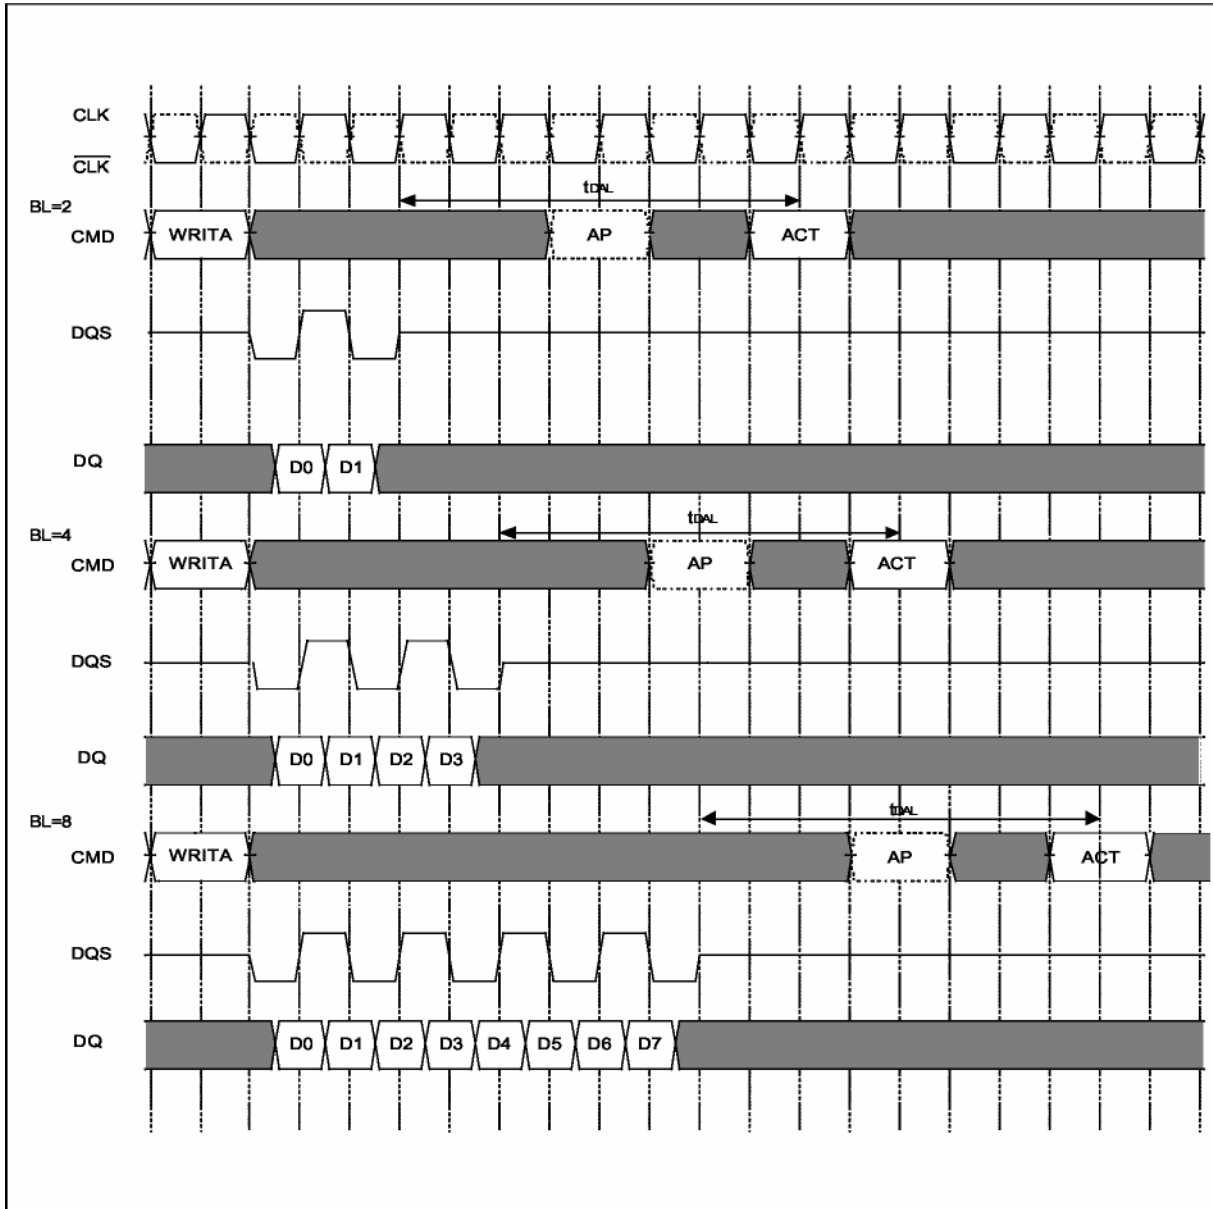 CLK
CLK
tDAL
BL=2
CMD WRITA AP ACT
DQS
DQ D0 D1
tDAL
BL=4
CMD WRITA AP ACT
DQS
DQ D0 D1 D2 D3
tDAL
BL=8
CMD WRITA AP ACT
DQS
DQ D0 D1 D2 D3 D4 D5 D6 D7